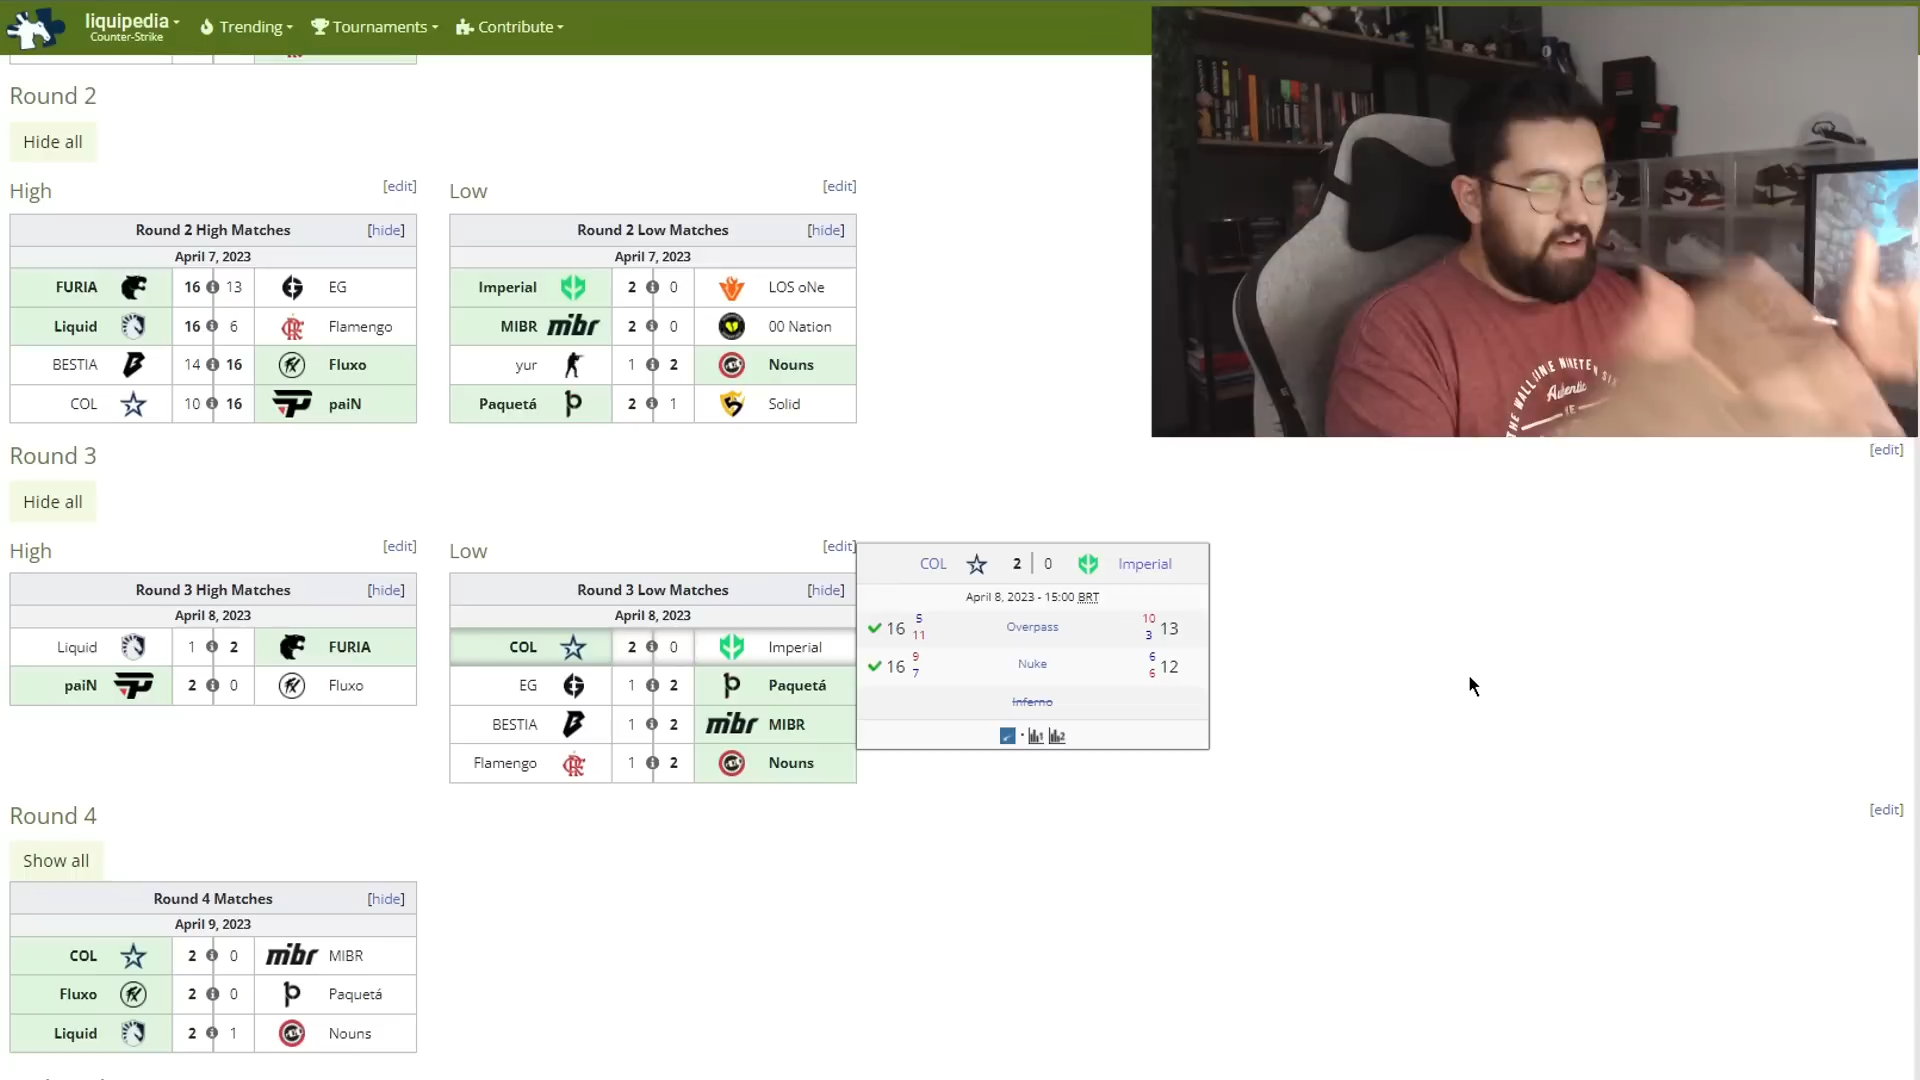 liquipedia
Counter-Strike
Trending
Tournaments
Contribute
Round 2
Hide all
High [edit]
Round 2 High Matches [hide]
April 7, 2023
FURIA 16 13 EG
Liquid 16 6 Flamengo
BESTIA 14 16 Fluxo
COL 10 16 paiN
Low [edit]
Round 2 Low Matches [hide]
April 7, 2023
Imperial 2 0 LOS oNe
MIBR mibr 2 0 00 Nation
yur 1 2 Nouns
Paquetá 2 1 Solid
THE WALL
Authentic
Round 3 [edit]
Hide all
High [edit]
Round 3 High Matches [hide]
April 8, 2023
Liquid 1 2 FURIA
paiN 2 0 Fluxo
Low [edit]
Round 3 Low Matches [hide]
April 8, 2023
COL 2 0 Imperial
EG 1 2 Paquetá
BESTIA 1 2 mibr MIBR
Flamengo 1 2 Nouns
COL 2 0 Imperial
April 8, 2023 - 15:00 BRT
16 5 11 Overpass 10 3 13
16 9 7 Nuke 6 6 12
Inferno
Round 4 [edit]
Show all
Round 4 Matches [hide]
April 9, 2023
COL 2 0 mibr MIBR
Fluxo 2 0 Paquetá
Liquid 2 1 Nouns